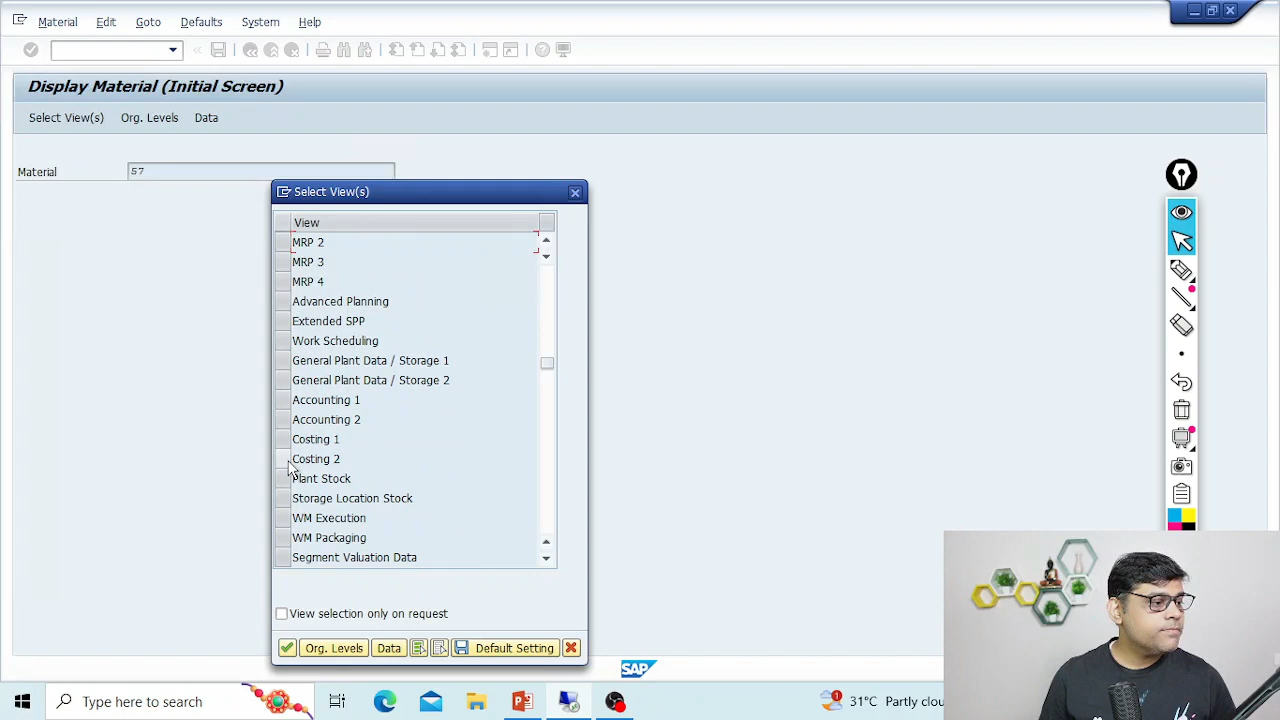 Material Edit Goto Defaults System Help
Display Material (Initial Screen)
Select View(s) Org. Levels Data
Material 57
Select View(s)
View
MRP 2
MRP 3
MRP 4
Advanced Planning
Extended SPP
Work Scheduling
General Plant Data / Storage 1
General Plant Data / Storage 2
Accounting 1
Accounting 2
Costing 1
Costing 2
Plant Stock
Storage Location Stock
WM Execution
WM Packaging
Segment Valuation Data
View selection only on request
Org. Levels Data Default Setting
SAP
Type here to search
1
31°C Partly clou